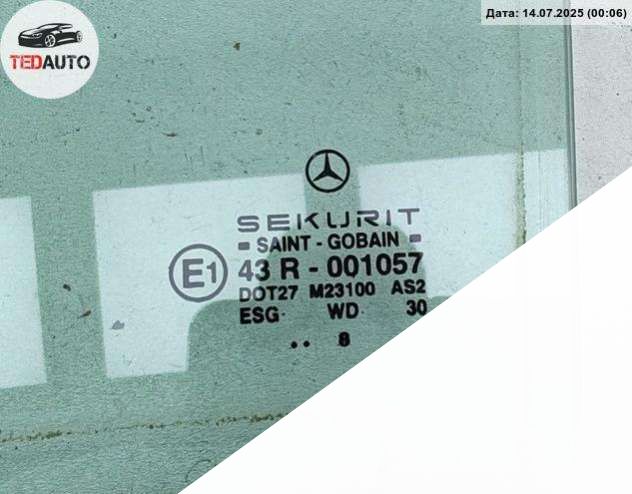 Дата: 14.07.2025 (00:06)
TEDAUTO
SEKURIT
SAINT - GOBAIN
E1 43 R - 001057
DOT27 M23100 AS2
ESG WD 30
.. 8